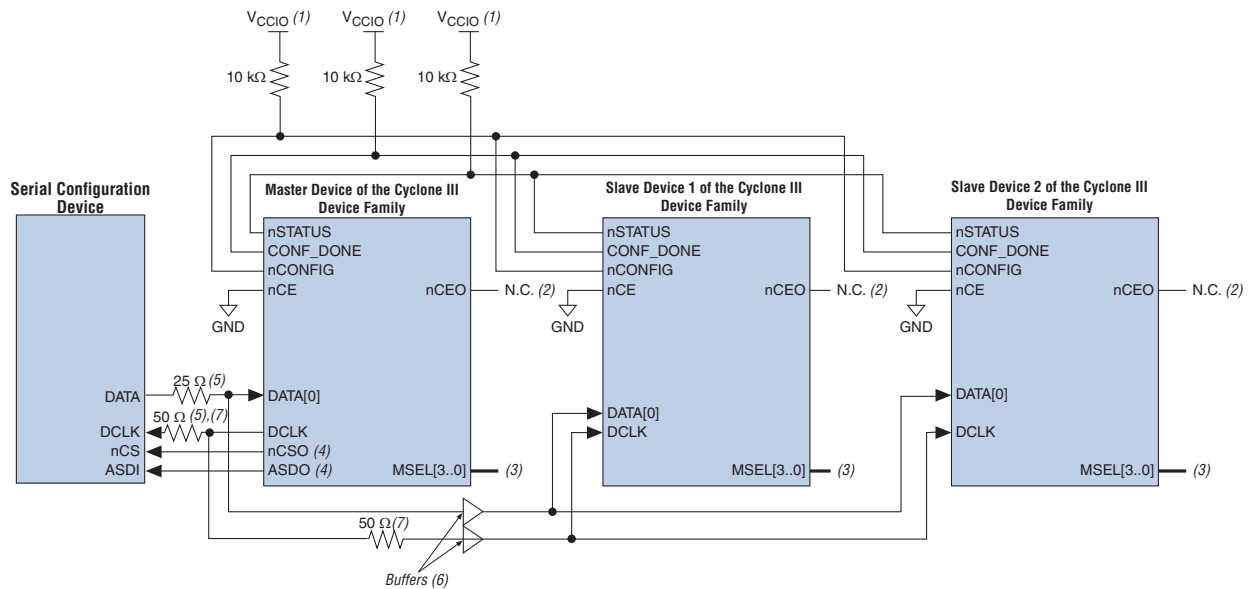 VCCIO (1)
VCCIO (1)
VCCIO (1)
10 kΩ
10 kΩ
10 kΩ
Serial Configuration
Device
DATA
DCLK
nCS
ASDI
25 Ω (5)
50 Ω (5),(7)
Master Device of the Cyclone III
Device Family
nSTATUS
CONF_DONE
nCONFIG
nCE
GND
nCEO
N.C. (2)
DATA[0]
DCLK
nCSO (4)
ASDO (4)
MSEL[3..0]
(3)
Slave Device 1 of the Cyclone III
Device Family
nSTATUS
CONF_DONE
nCONFIG
nCE
GND
nCEO
N.C. (2)
DATA[0]
DCLK
MSEL[3..0]
(3)
Slave Device 2 of the Cyclone III
Device Family
nSTATUS
CONF_DONE
nCONFIG
nCE
GND
nCEO
N.C. (2)
DATA[0]
DCLK
MSEL[3..0]
(3)
50 Ω(7)
Buffers (6)